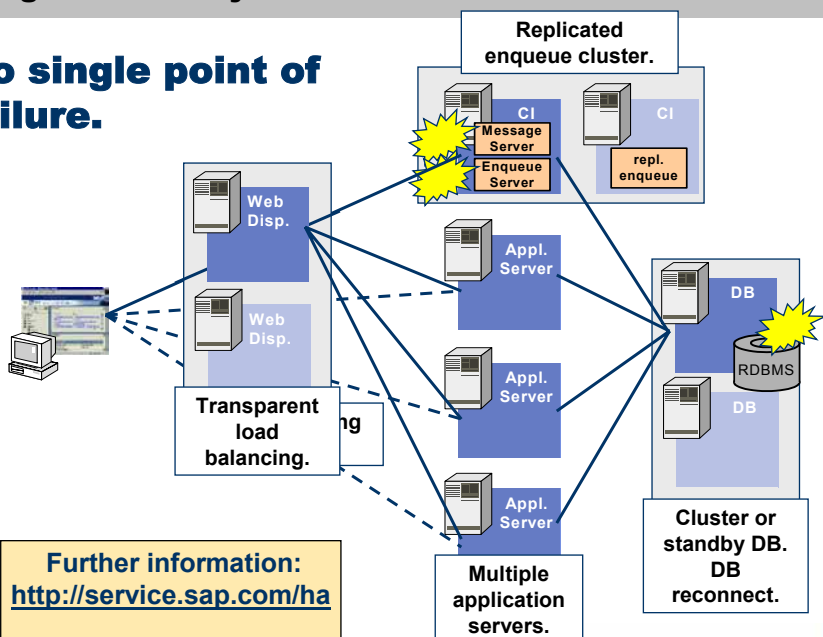 o single point of
ilure.
Replicated
enqueue cluster.
CI
Message
Server
Enqueue
Server
CI
repl.
enqueue
Web
Disp.
Web
Disp.
Transparent
load
balancing.
ng
Appl.
Server
Appl.
Server
Appl.
Server
Multiple
application
servers.
DB
RDBMS
DB
Cluster or
standby DB.
DB
reconnect.
Further information:
http://service.sap.com/ha